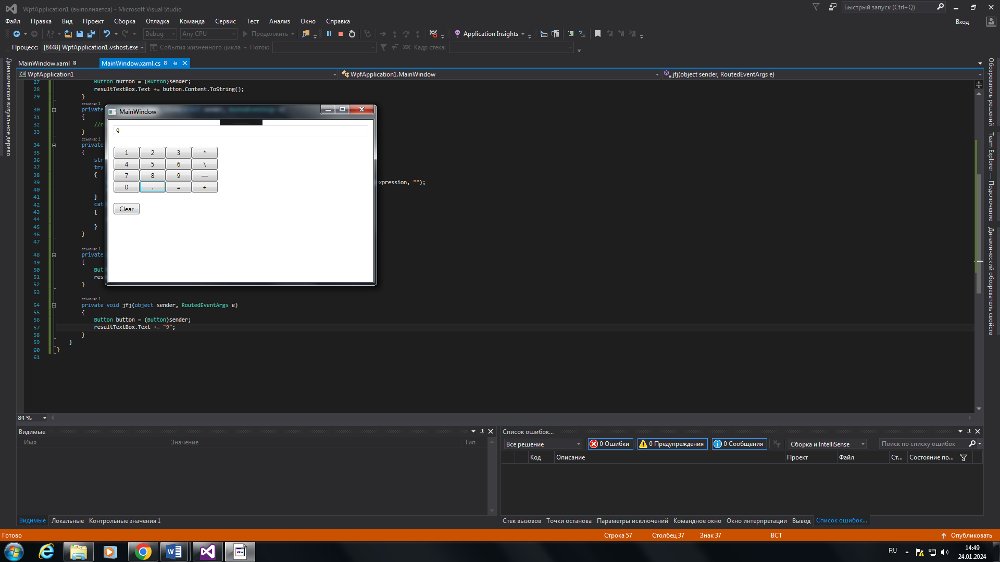 WpfApplication1 (выполняется) - Microsoft Visual Studio
Быстрый запуск (Ctrl+Q)
Файл Правка Вид Проект Сборка Отладка Команда Сервис Тест Анализ Окно Справка
Вход
Debug Any CPU Продолжить Application Insights
Процесс: [8448] WpfApplication1.vshost.exe События жизненного цикла Поток: Кадр стека:
MainWindow.xaml MainWindow.xaml.cs
WpfApplication1 WpfApplication1.MainWindow jfj(object sender, RoutedEventArgs e)
Динамическое визуальное дерево
Обозреватель решений
Team Explorer — Подключение
Динамический обозреватель свойств
27 Button button = (Button)sender;
28 resultTextBox.Text += button.Content.ToString();
29 }
ссылка: 1
30 private
31 {
32 //r
33 }
ссылка: 1
34 private
35 {
36 str
37 try
38 {
39 xpression, "");
40
41 }
42 cat
43 {
44
45 }
46 }
47
ссылка: 1
48 private
49 {
50 But
51 res
52 }
53
ссылка: 1
54 private void jfj(object sender, RoutedEventArgs e)
55 {
56 Button button = (Button)sender;
57 resultTextBox.Text += "9";
58 }
59 }
60 }
61
MainWindow
9
1 2 3 *
4 5 6 \
7 8 9 —
0 . = +
Clear
84 %
Видимые
Имя Значение Тип
Видимые Локальные Контрольные значения 1
Список ошибок...
Все решение 0 Ошибки 0 Предупреждения 0 Сообщения Сборка и IntelliSense Поиск по списку ошибок
Код Описание Проект Файл Ст... Состояние по...
Стек вызовов Точки останова Параметры исключений Командное окно Окно интерпретации Вывод Список ошибок...
Готово Строка 57 Столбец 37 Знак 37 ВСТ Опубликовать
RU
14:49
24.01.2024